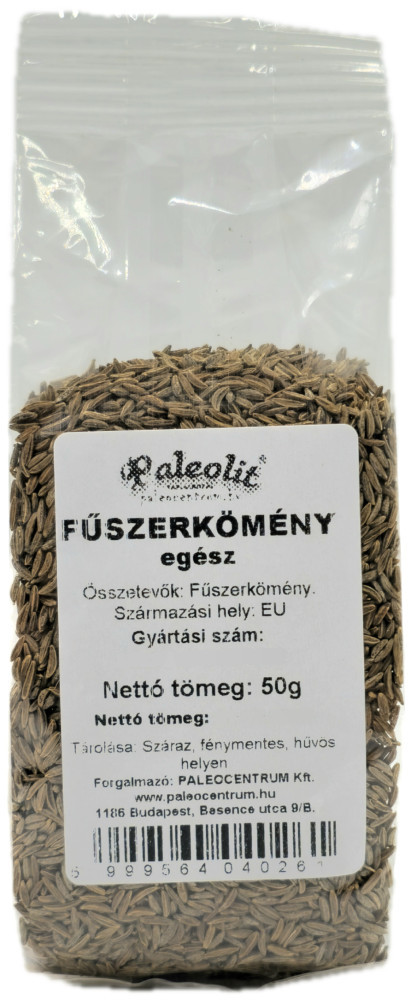 Paleolit
paleocentrum.hu
FŰSZERKÖMÉNY
egész
Összetevők: Fűszerkömény.
Származási hely: EU
Gyártási szám:
Nettó tömeg: 50g
Nettó tömeg:
Tárolása: Száraz, fénymentes, hűvös
helyen
Forgalmazó: PALEOCENTRUM Kft.
www.paleocentrum.hu
1186 Budapest, Besence utca 9/B.
5 999564 040261